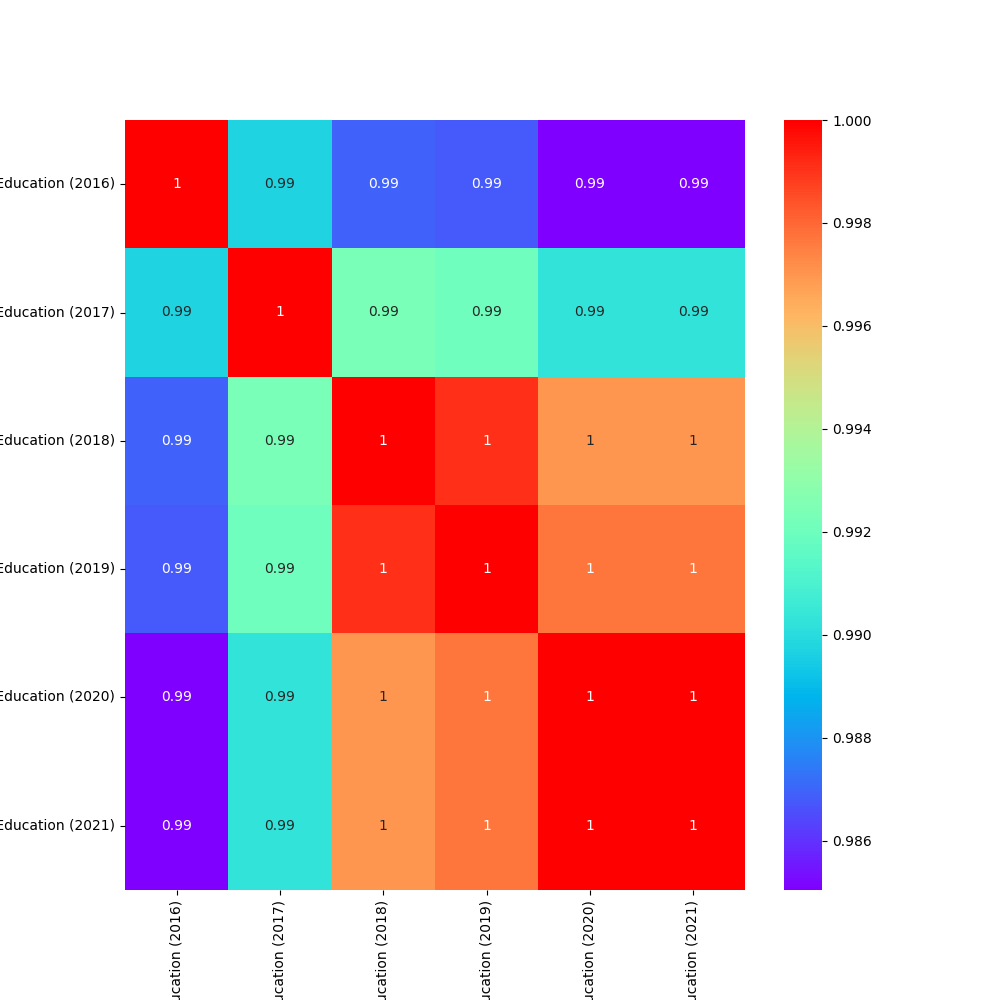 1.000
Education (2016) 1 0.99 0.99 0.99 0.99 0.99
0.998
Education (2017) 0.99 1 0.99 0.99 0.99 0.99
0.996
0.994
Education (2018) 0.99 0.99 1 1 1 1
0.992
Education (2019) 0.99 0.99 1 1 1 1
0.990
Education (2020) 0.99 0.99 1 1 1 1
0.988
Education (2021) 0.99 0.99 1 1 1 1
0.986
ucation (2016)
ucation (2017)
ucation (2018)
ucation (2019)
ucation (2020)
ucation (2021)